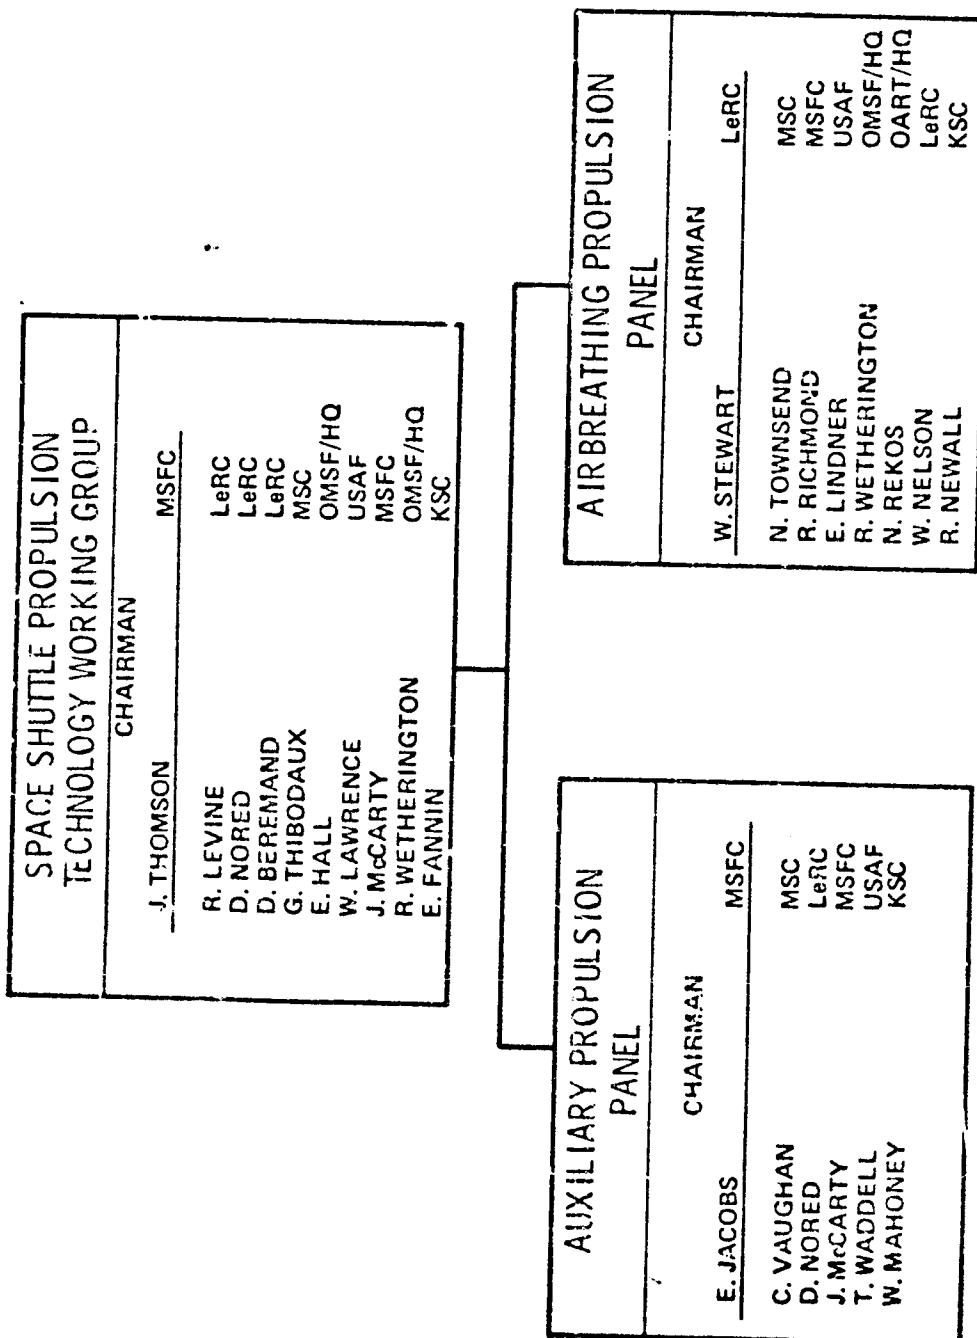 SPACE SHUTTLE PROPULSION
TECHNOLOGY WORKING GROUP
CHAIRMAN
J. THOMSON MSFC
R. LEVINE LeRC
D. NORED LeRC
D. BEREMAND LeRC
G. THIBODAUX MSC
E. HALL OMSF/HQ
W. LAWRENCE USAF
J. McCARTY MSFC
R. WETHERINGTON OMSF/HQ
E. FANNIN KSC
AUXILIARY PROPULSION
PANEL
CHAIRMAN
E. JACOBS MSFC
C. VAUGHAN MSC
D. NORED LeRC
J. McCARTY MSFC
T. WADDELL USAF
W. MAHONEY KSC
AIRBREATHING PROPULSION
PANEL
CHAIRMAN
W. STEWART LeRC
N. TOWNSEND MSC
R. RICHMOND MSFC
E. LINDNER USAF
R. WETHERINGTON OMSF/HQ
N. REKOS OART/HQ
W. NELSON LeRC
R. NEWALL KSC